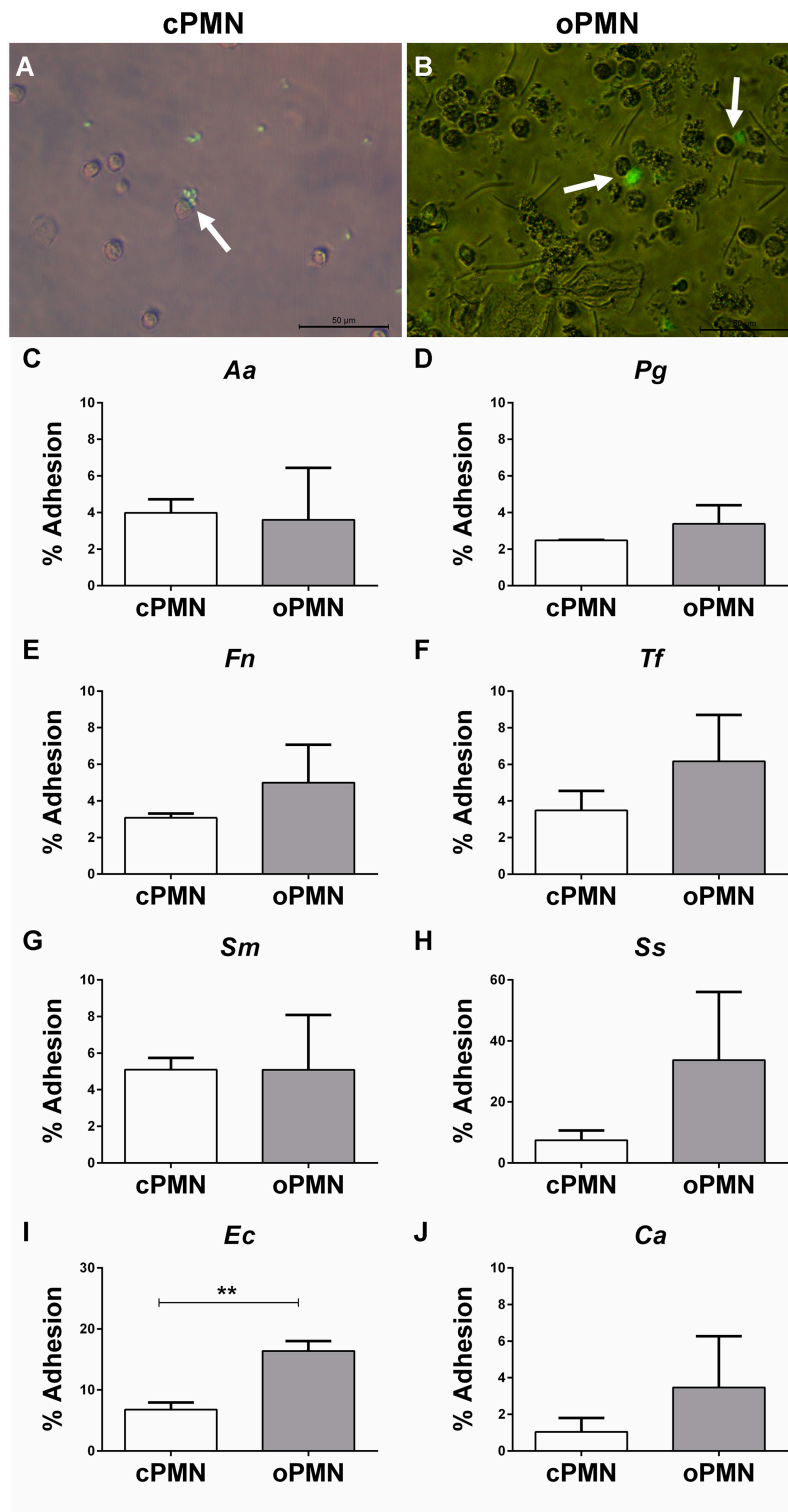 cPMN oPMN
A B
50 µm 50 µm
C Aa D Pg
% Adhesion % Adhesion
10 10
8 8
6 6
4 4
2 2
0 0
cPMN oPMN cPMN oPMN
E Fn F Tf
% Adhesion % Adhesion
10 10
8 8
6 6
4 4
2 2
0 0
cPMN oPMN cPMN oPMN
G Sm H Ss
% Adhesion % Adhesion
10 60
8 40
6 20
4 0
2
0
cPMN oPMN cPMN oPMN
I Ec J Ca
% Adhesion % Adhesion
30 10
20 8
10 6
0 4
2
0
**
cPMN oPMN cPMN oPMN